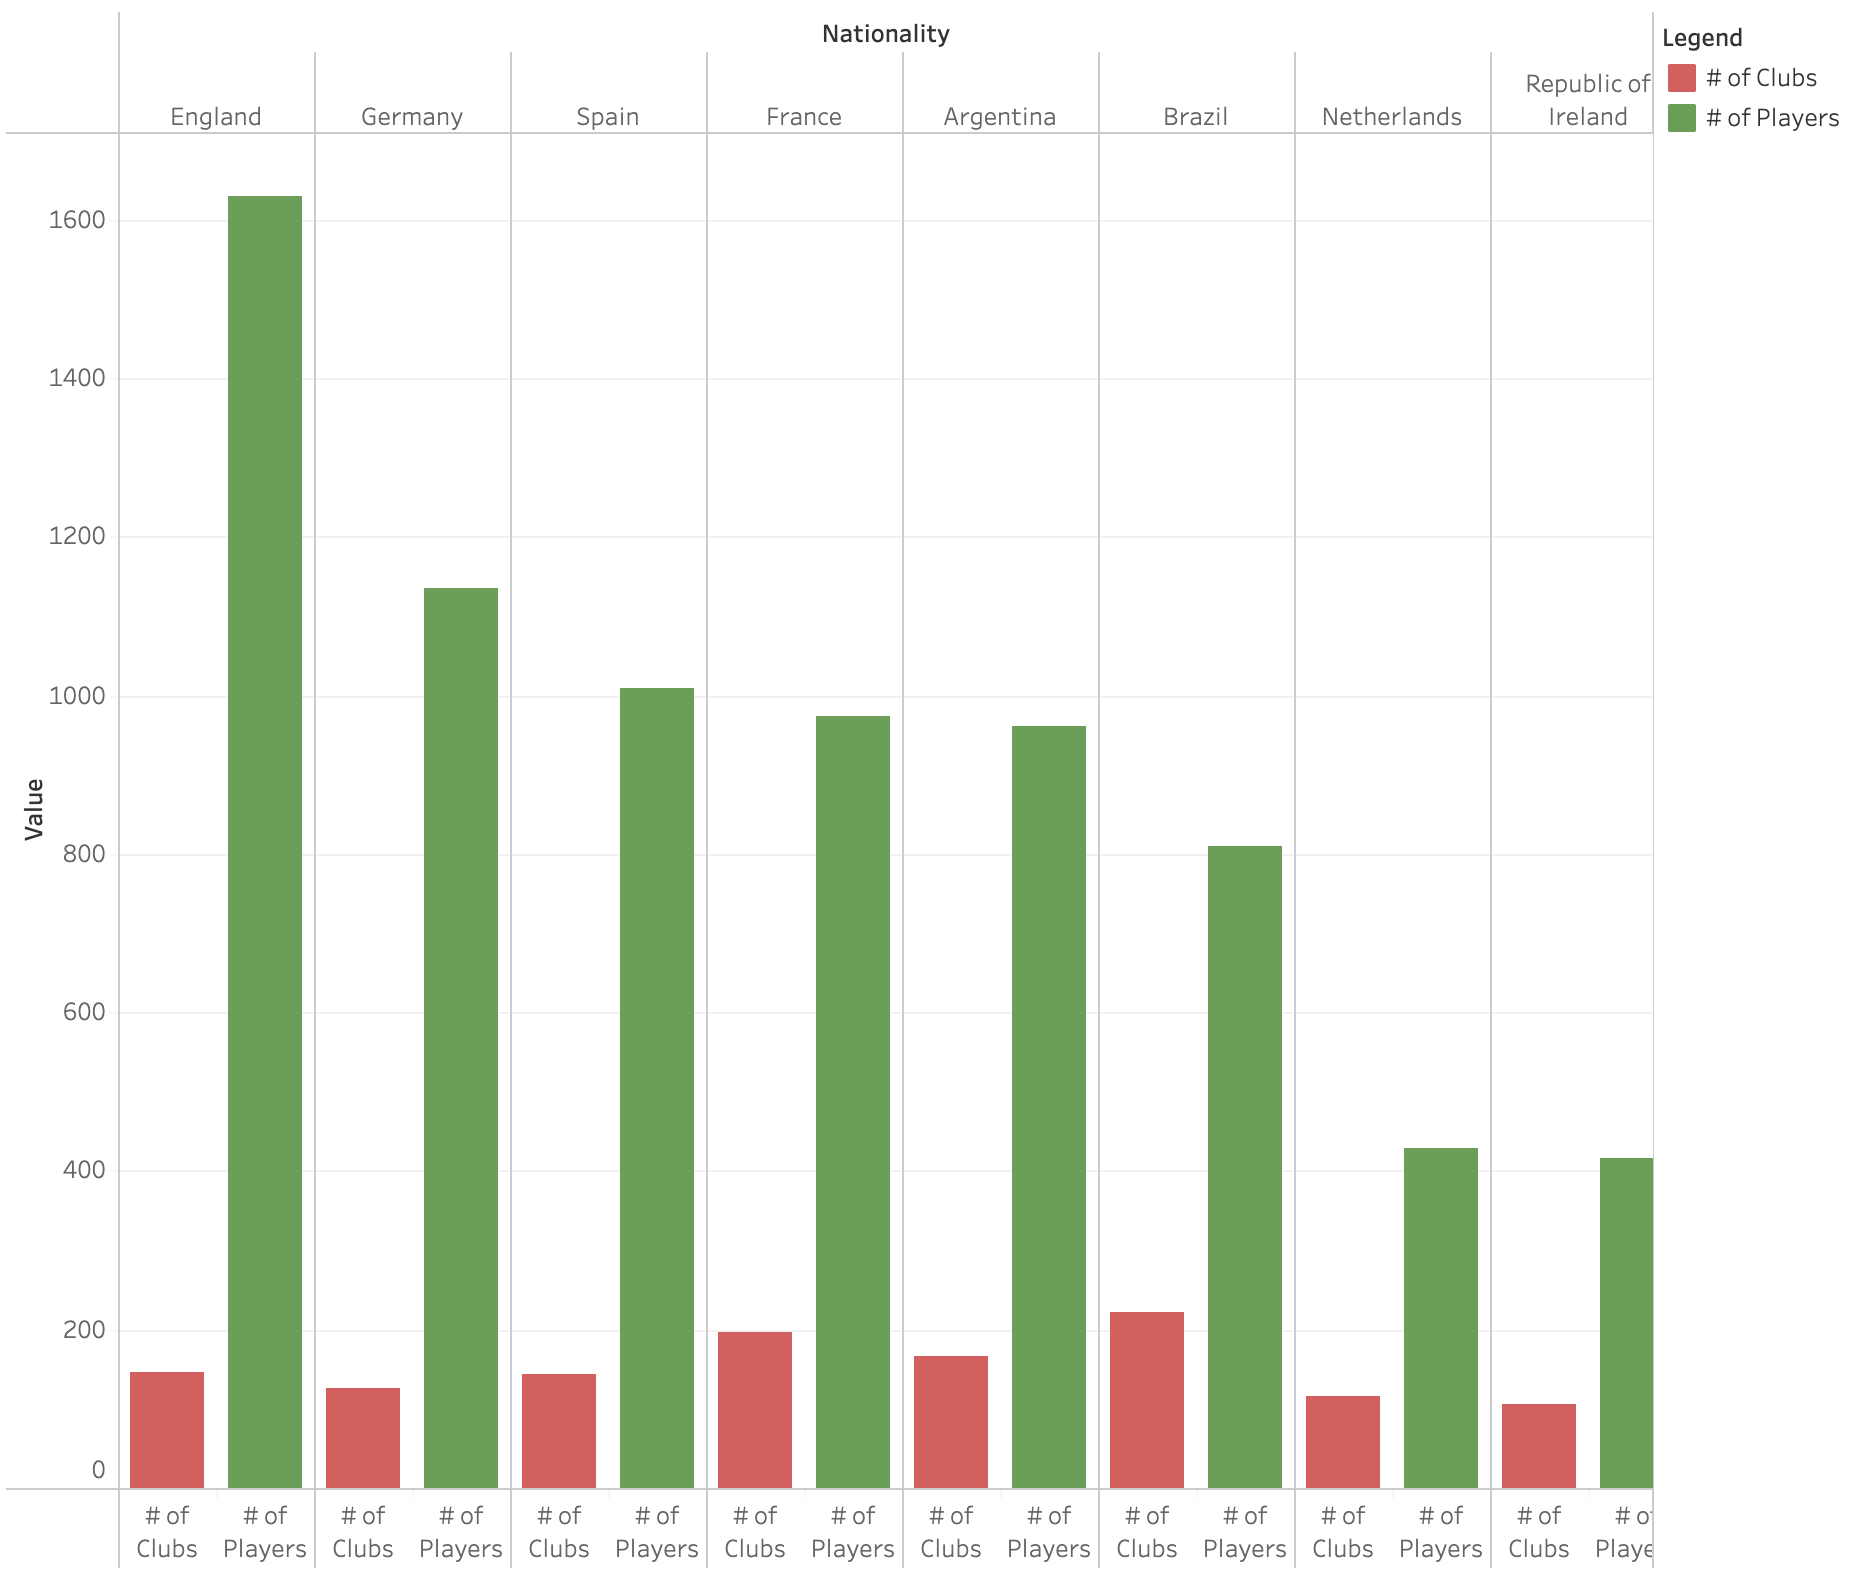 Nationality
England
Germany
Spain
France
Argentina
Brazil
Netherlands
Republic of
Ireland
Legend
# of Clubs
# of Players
Value
1600
1400
1200
1000
800
600
400
200
0
# of
Clubs
# of
Players
# of
Clubs
# of
Players
# of
Clubs
# of
Players
# of
Clubs
# of
Players
# of
Clubs
# of
Players
# of
Clubs
# of
Players
# of
Clubs
# of
Players
# of
Clubs
# of
Playe